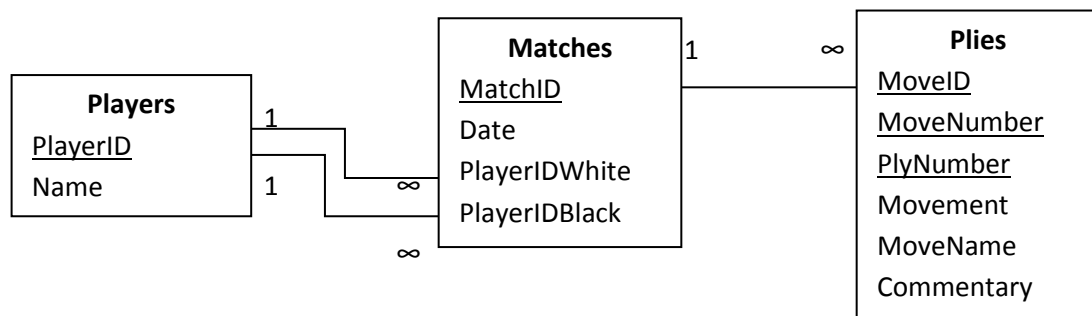 Players
PlayerID
Name
1
1
∞
∞
Matches
MatchID
Date
PlayerIDWhite
PlayerIDBlack
1
∞
Plies
MoveID
MoveNumber
PlyNumber
Movement
MoveName
Commentary